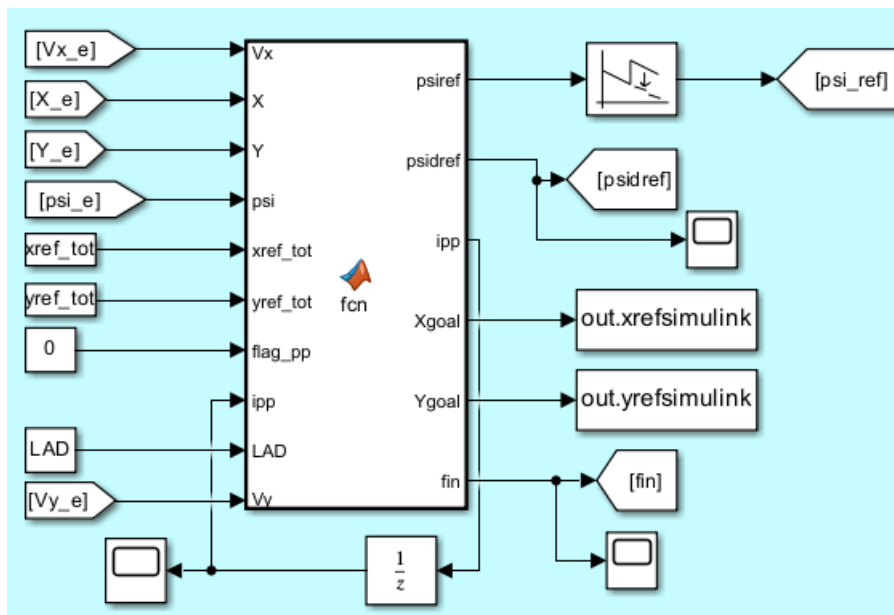 [Vx_e]
[X_e]
[Y_e]
[psi_e]
xref_tot
yref_tot
0
LAD
[Vy_e]
Vx
X
Y
psi
xref_tot
yref_tot
flag_pp
ipp
LAD
Vy
fcn
psiref
psidref
ipp
Xgoal
Ygoal
fin
[psi_ref]
[psidref]
out.xrefsimulink
out.yrefsimulink
[fin]
1
z